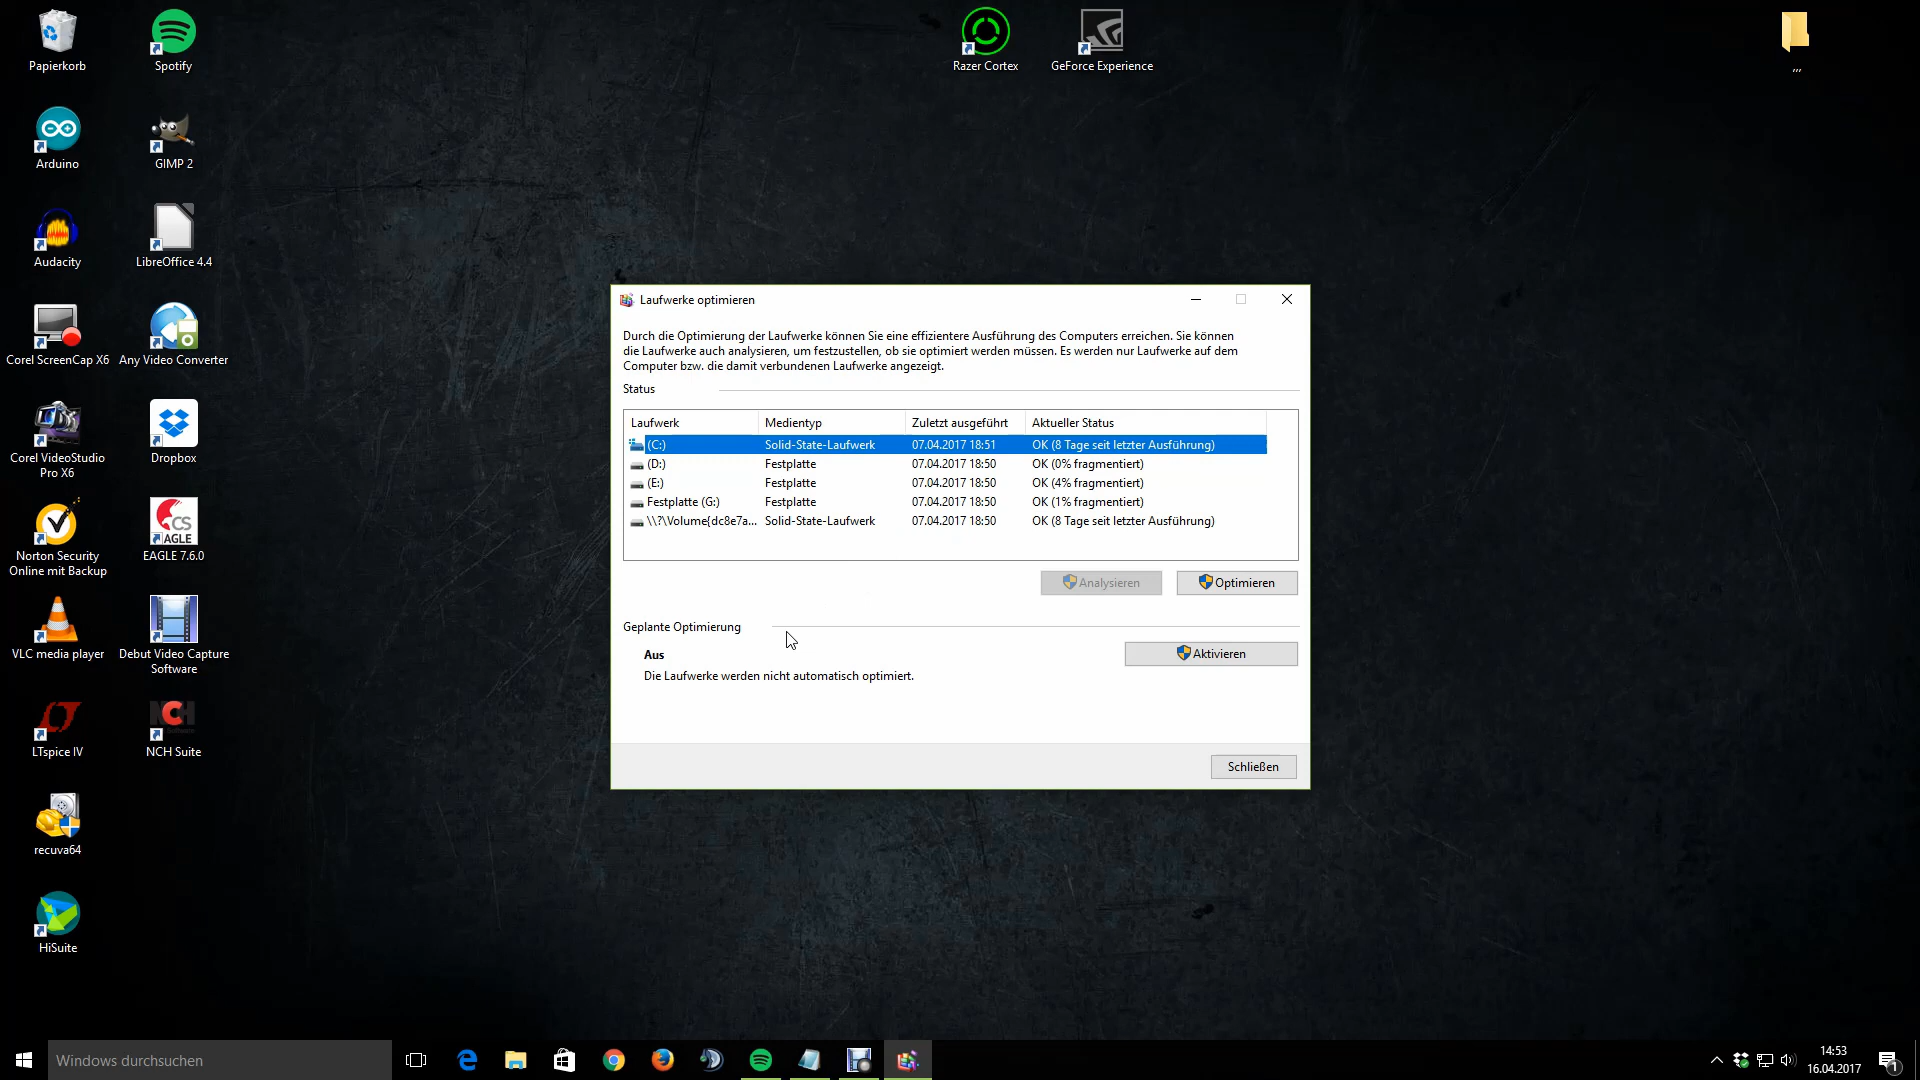 Papierkorb
Spotify
Razer Cortex
GeForce Experience
,,,
Arduino
GIMP 2
Audacity
LibreOffice 4.4
Corel ScreenCap X6
Any Video Converter
Corel VideoStudio
Pro X6
Dropbox
Norton Security
Online mit Backup
CS
EAGLE
EAGLE 7.6.0
VLC media player
Debut Video Capture
Software
LTspice IV
NCH
NCH Suite
recuva64
HiSuite
Laufwerke optimieren
Durch die Optimierung der Laufwerke können Sie eine effizientere Ausführung des Computers erreichen. Sie können
die Laufwerke auch analysieren, um festzustellen, ob sie optimiert werden müssen. Es werden nur Laufwerke auf dem
Computer bzw. die damit verbundenen Laufwerke angezeigt.
Status
Laufwerk Medientyp Zuletzt ausgeführt Aktueller Status
(C:) Solid-State-Laufwerk 07.04.2017 18:51 OK (8 Tage seit letzter Ausführung)
(D:) Festplatte 07.04.2017 18:50 OK (0% fragmentiert)
(E:) Festplatte 07.04.2017 18:50 OK (4% fragmentiert)
Festplatte (G:) Festplatte 07.04.2017 18:50 OK (1% fragmentiert)
\\?\Volume{dc8e7a... Solid-State-Laufwerk 07.04.2017 18:50 OK (8 Tage seit letzter Ausführung)
Analysieren Optimieren
Geplante Optimierung
Aus
Aktivieren
Die Laufwerke werden nicht automatisch optimiert.
Schließen
Windows durchsuchen
14:53
16.04.2017
1